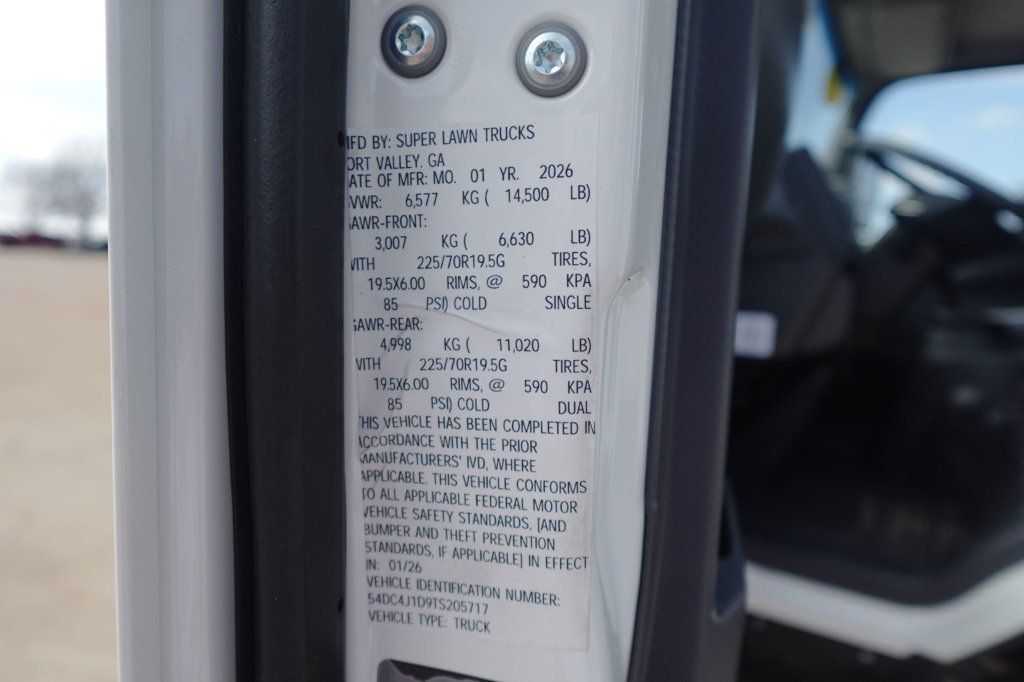 MFD BY: SUPER LAWN TRUCKS
ORT VALLEY, GA
ATE OF MFR: MO. 01 YR. 2026
VWR: 6,577 KG ( 14,500 LB)
GAWR-FRONT:
3,007 KG ( 6,630 LB)
WITH 225/70R19.5G TIRES,
19.5X6.00 RIMS, @ 590 KPA
85 PSI) COLD SINGLE
GAWR-REAR:
4,998 KG ( 11,020 LB)
WITH 225/70R19.5G TIRES,
19.5X6.00 RIMS, @ 590 KPA
85 PSI) COLD DUAL
THIS VEHICLE HAS BEEN COMPLETED IN
ACCORDANCE WITH THE PRIOR
MANUFACTURERS' IVD, WHERE
APPLICABLE. THIS VEHICLE CONFORMS
TO ALL APPLICABLE FEDERAL MOTOR
VEHICLE SAFETY STANDARDS, [AND
BUMPER AND THEFT PREVENTION
STANDARDS, IF APPLICABLE] IN EFFECT
IN: 01/26
VEHICLE IDENTIFICATION NUMBER:
54DC4J1D9TS205717
VEHICLE TYPE: TRUCK